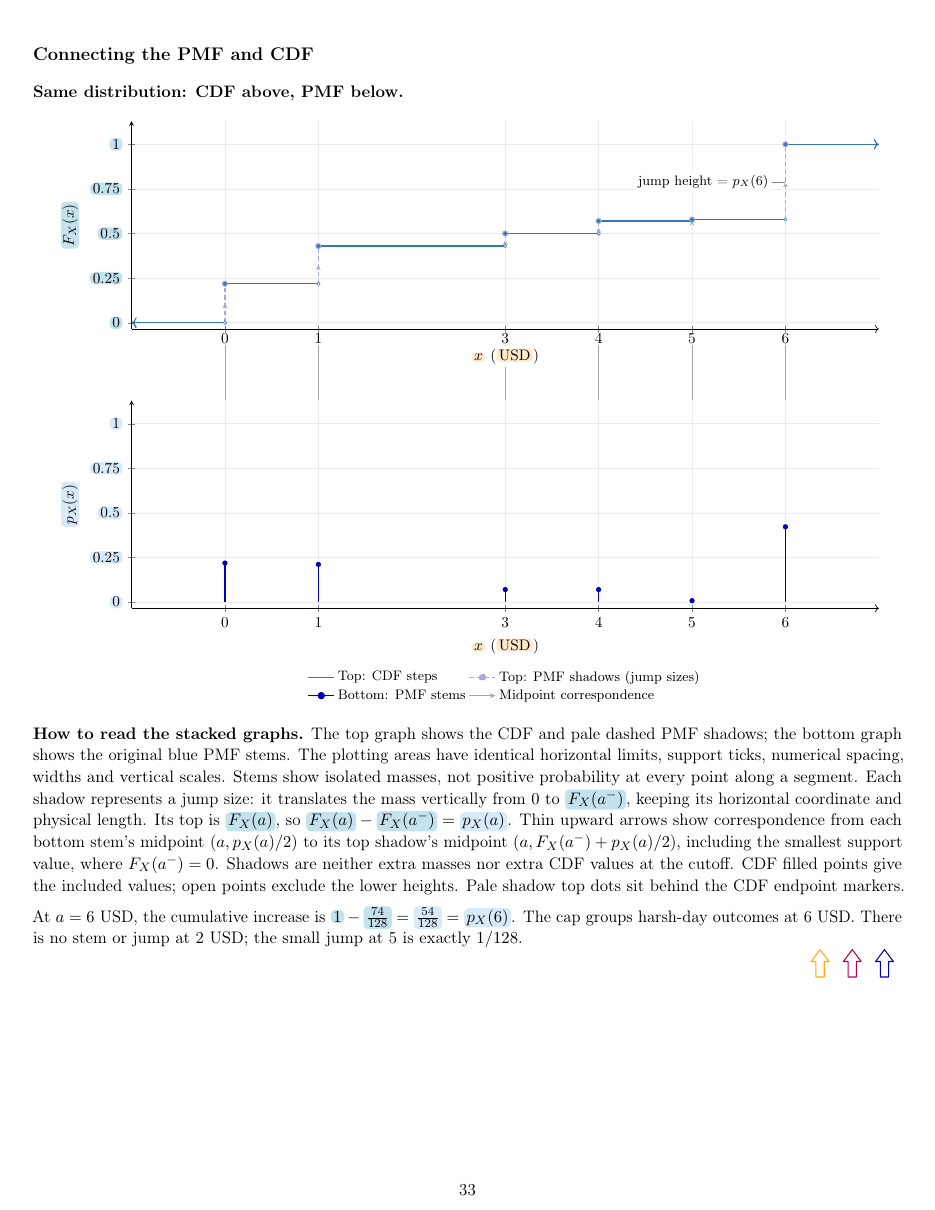 Connecting the PMF and CDF
Same distribution: CDF above, PMF below.
1
0.75
0.5
0.25
0
F_X(x)
jump height = p_X(6)
0 1 3 4 5 6
x (USD)
1
0.75
0.5
0.25
0
p_X(x)
0 1 3 4 5 6
x (USD)
Top: CDF steps Top: PMF shadows (jump sizes)
Bottom: PMF stems Midpoint correspondence
How to read the stacked graphs. The top graph shows the CDF and pale dashed PMF shadows; the bottom graph
shows the original blue PMF stems. The plotting areas have identical horizontal limits, support ticks, numerical spacing,
widths and vertical scales. Stems show isolated masses, not positive probability at every point along a segment. Each
shadow represents a jump size: it translates the mass vertically from 0 to F_X(a⁻), keeping its horizontal coordinate and
physical length. Its top is F_X(a), so F_X(a) − F_X(a⁻) = p_X(a). Thin upward arrows show correspondence from each
bottom stem's midpoint (a, p_X(a)/2) to its top shadow's midpoint (a, F_X(a⁻) + p_X(a)/2), including the smallest support
value, where F_X(a⁻) = 0. Shadows are neither extra masses nor extra CDF values at the cutoff. CDF filled points give
the included values; open points exclude the lower heights. Pale shadow top dots sit behind the CDF endpoint markers.
At a = 6 USD, the cumulative increase is 1 − 74/128 = 54/128 = p_X(6). The cap groups harsh-day outcomes at 6 USD. There
is no stem or jump at 2 USD; the small jump at 5 is exactly 1/128.
33